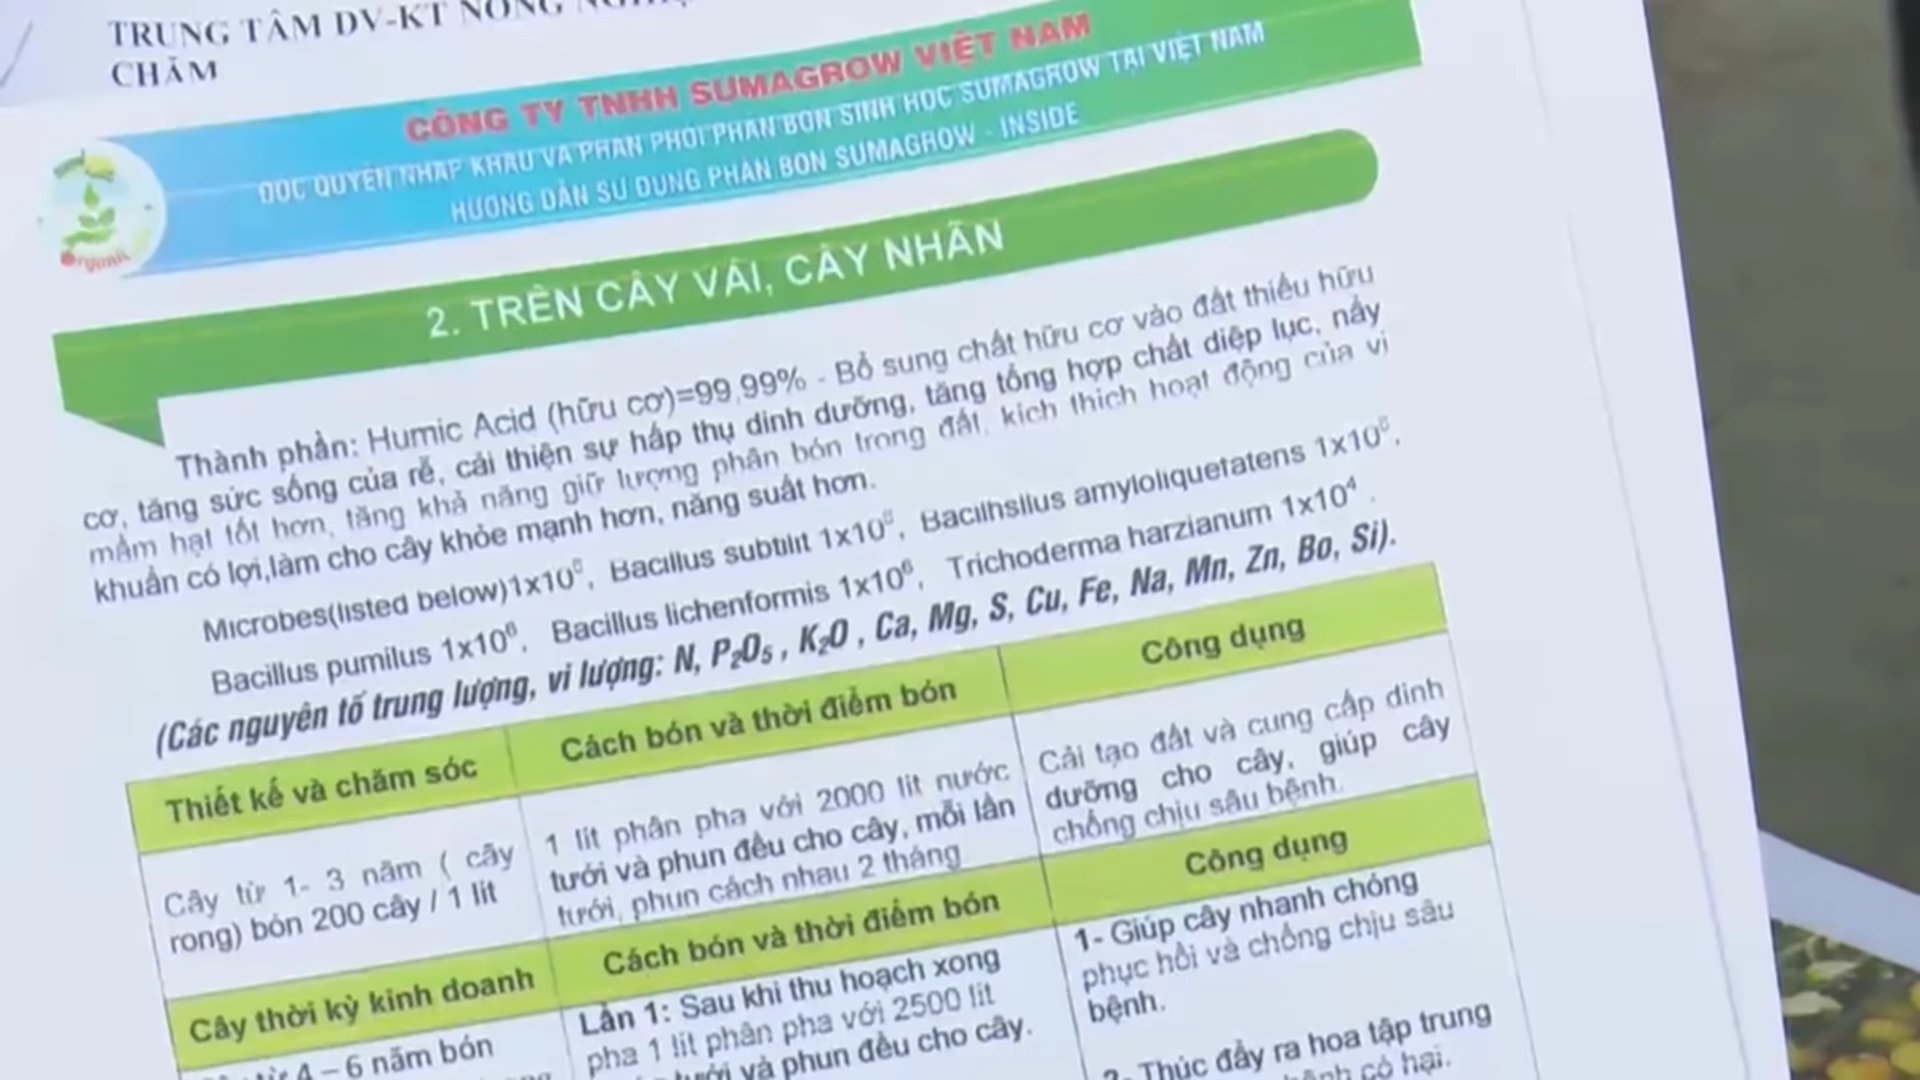 TRUNG TÂM DV-KT NÔNG
CHĂM
CÔNG TY TNHH SUMAGROW VIỆT NAM
ĐỘC QUYỀN NHẬP KHẨU VÀ PHÂN PHỐI PHÂN BÓN SINH HỌC SUMAGROW TẠI VIỆT NAM
HƯỚNG DẪN SỬ DỤNG PHÂN BÓN SUMAGROW - INSIDE
Organic
2. TRÊN CÂY VẢI, CÂY NHÃN
Thành phần: Humic Acid (hữu cơ)=99,99% - Bổ sung chất hữu cơ vào đất thiếu hữu
cơ, tăng sức sống của rễ, cải thiện sự hấp thụ dinh dưỡng, tăng tổng hợp chất diệp lục, nẩy
mầm hạt tốt hơn, tăng khả năng giữ lượng phân bón trong đất, kích thích hoạt động của vi
khuẩn có lợi,làm cho cây khỏe mạnh hơn, năng suất hơn.
Microbes(listed below)1x10⁶, Bacillus subtilit 1x10⁶, Bacilhsllus amyloliquefatens 1x10⁶,
Bacillus pumilus 1x10⁶, Bacillus lichenformis 1x10⁶, Trichoderma harzianum 1x10⁴ .
(Các nguyên tố trung lượng, vi lượng: N, P₂O₅ , K₂O , Ca, Mg, S, Cu, Fe, Na, Mn, Zn, Bo, Si).
Thiết kế và chăm sóc
Cách bón và thời điểm bón
Công dụng
Cây từ 1- 3 năm ( cây
rong) bón 200 cây / 1 lít
1 lít phân pha với 2000 lít nước
tưới và phun đều cho cây, mỗi lần
tưới, phun cách nhau 2 tháng.
Cải tạo đất và cung cấp dinh
dưỡng cho cây, giúp cây
chống chịu sâu bệnh.
Cây thời kỳ kinh doanh
Cách bón và thời điểm bón
Công dụng
4 – 6 năm bón
Lần 1: Sau khi thu hoạch xong
pha 1 lít phân pha với 2500 lít
tưới và phun đều cho cây.
1- Giúp cây nhanh chóng
phục hồi và chống chịu sâu
bệnh.
2- Thúc đẩy ra hoa tập trung
bệnh có hại.